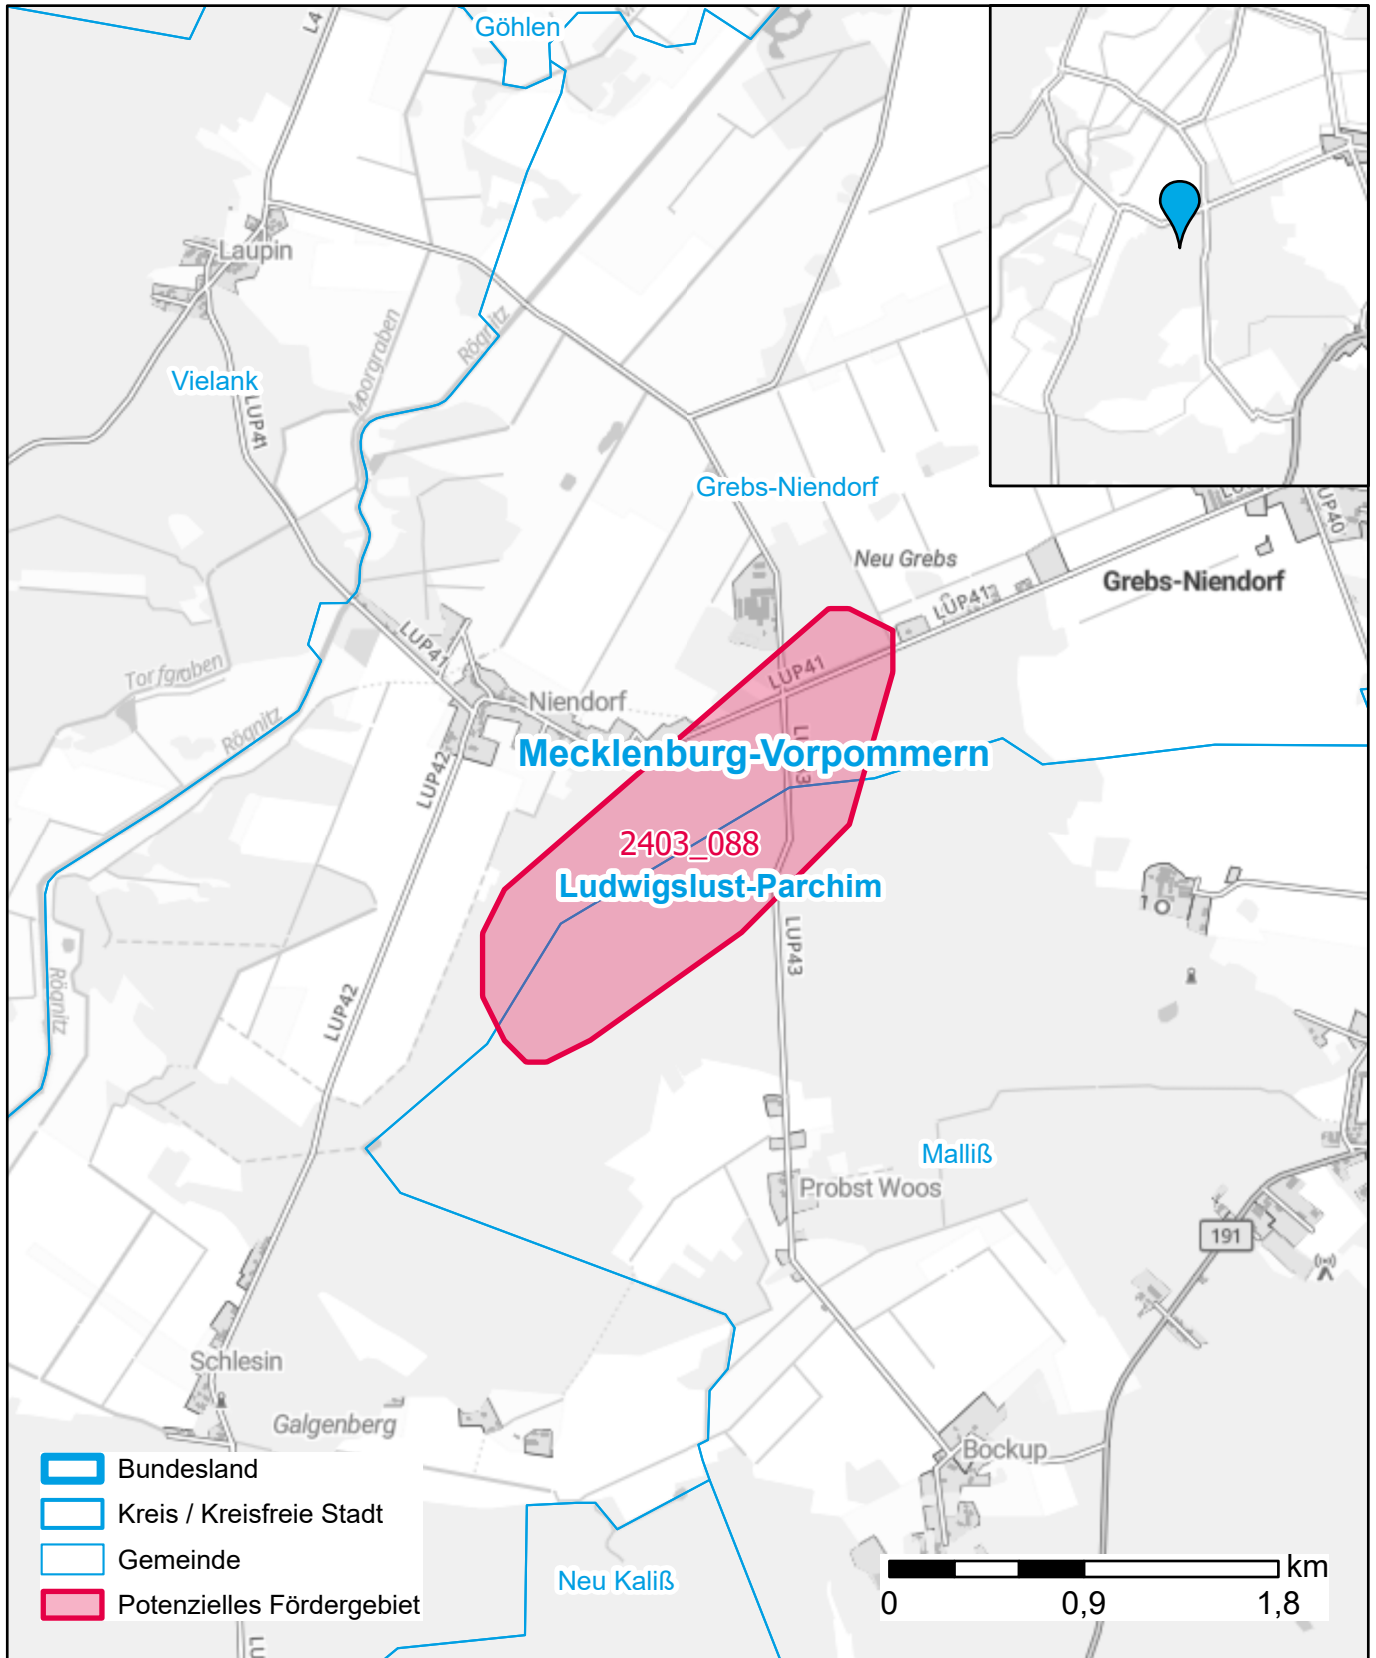 Göhlen
L4
Laupin
Moorgraben
Rögnitz
Vielank
LUP41
Grebs-Niendorf
LUP40
Neu Grebs
Grebs-Niendorf
LUP41
LUP41
LUP41
Torfgraben
Niendorf
Rögnitz
Mecklenburg-Vorpommern
LUP42
2403_088
Ludwigslust-Parchim
1
LUP43
Rögnitz
LUP42
Malliß
Probst Woos
191
Schlesin
Galgenberg
Bockup
Bundesland
Kreis / Kreisfreie Stadt
Gemeinde
Potenzielles Fördergebiet
Neu Kaliß
km
0 0,9 1,8